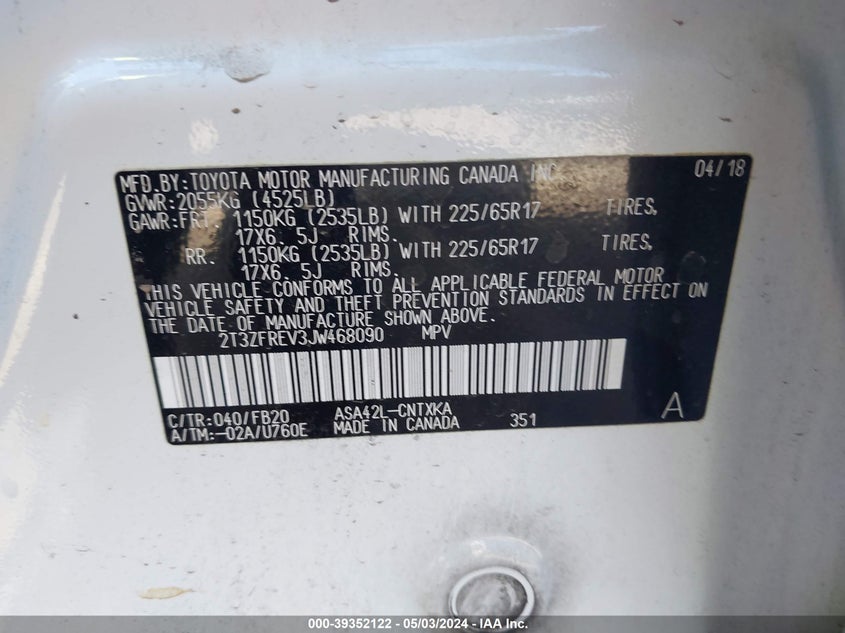 MFD.BY:TOYOTA MOTOR MANUFACTURING CANADA INC. 04/18
GVWR:2055KG (4525LB)
GAWR:FRT. 1150KG (2535LB) WITH 225/65R17 TIRES,
17X6. 5J RIMS.
RR. 1150KG (2535LB) WITH 225/65R17 TIRES,
17X6. 5J RIMS.
THIS VEHICLE CONFORMS TO ALL APPLICABLE FEDERAL MOTOR
VEHICLE SAFETY AND THEFT PREVENTION STANDARDS IN EFFECT ON
THE DATE OF MANUFACTURE SHOWN ABOVE.
2T3ZFREV3JW468090 MPV
C/TR:040/FB20 ASA42L-CNTXKA A
A/TM:-02A/U760E MADE IN CANADA 351
000-39352122 - 05/03/2024 - IAA Inc.